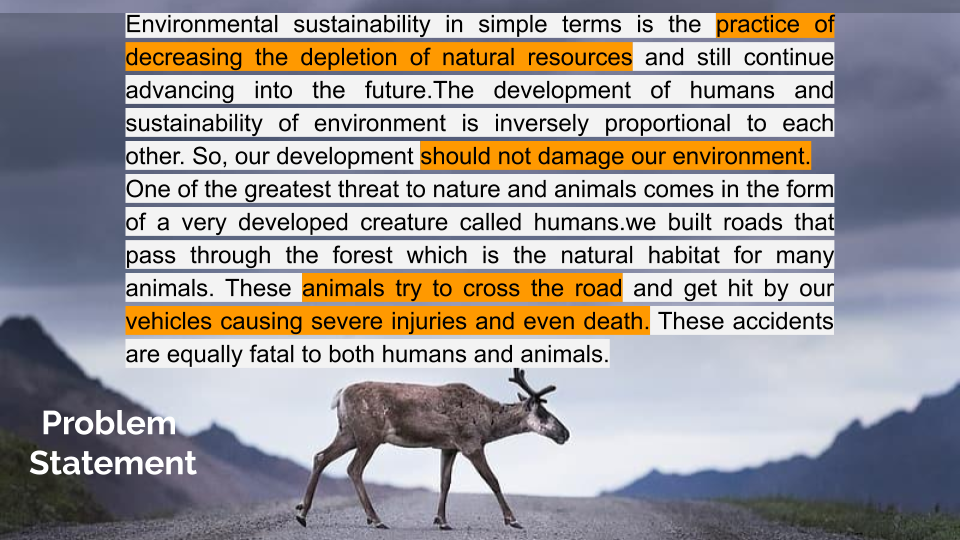 Environmental sustainability in simple terms is the practice of
decreasing the depletion of natural resources and still continue
advancing into the future.The development of humans and
sustainability of environment is inversely proportional to each
other. So, our development should not damage our environment.
One of the greatest threat to nature and animals comes in the form
of a very developed creature called humans.we built roads that
pass through the forest which is the natural habitat for many
animals. These animals try to cross the road and get hit by our
vehicles causing severe injuries and even death. These accidents
are equally fatal to both humans and animals.
Problem
Statement